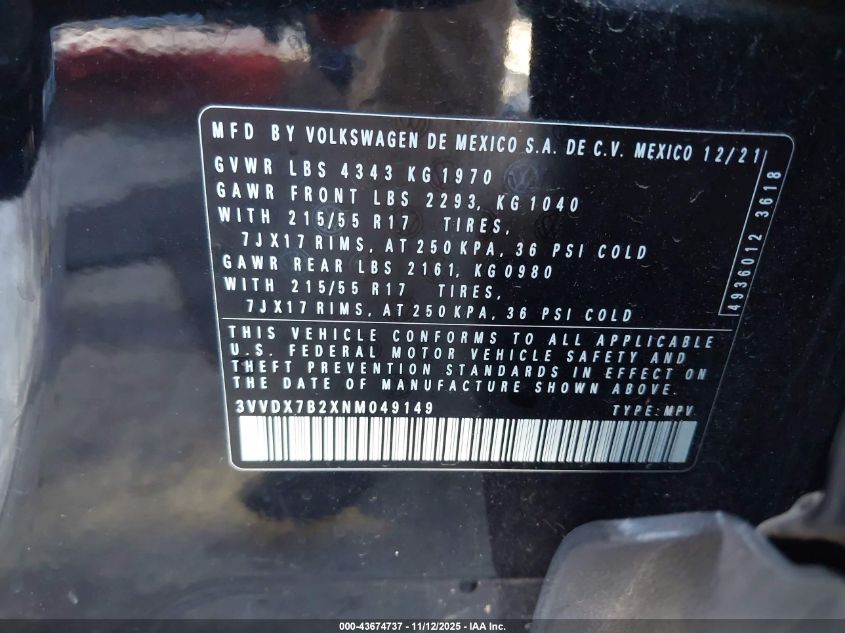 MFD BY VOLKSWAGEN DE MEXICO S.A. DE C.V. MEXICO 12/21
GVWR LBS 4343 KG 1970
GAWR FRONT LBS 2293, KG 1040
WITH 215/55 R17 TIRES,
7JX17 RIMS, AT 250 KPA, 36 PSI COLD
GAWR REAR LBS 2161, KG 0980
WITH 215/55 R17 TIRES,
7JX17 RIMS, AT 250 KPA, 36 PSI COLD
THIS VEHICLE CONFORMS TO ALL APPLICABLE
U.S. FEDERAL MOTOR VEHICLE SAFETY AND
THEFT PREVENTION STANDARDS IN EFFECT ON
THE DATE OF MANUFACTURE SHOWN ABOVE.
3VVDX7B2XNM049149 TYPE: MPV
4936012 3618
000-43674737 - 11/12/2025 - IAA Inc.